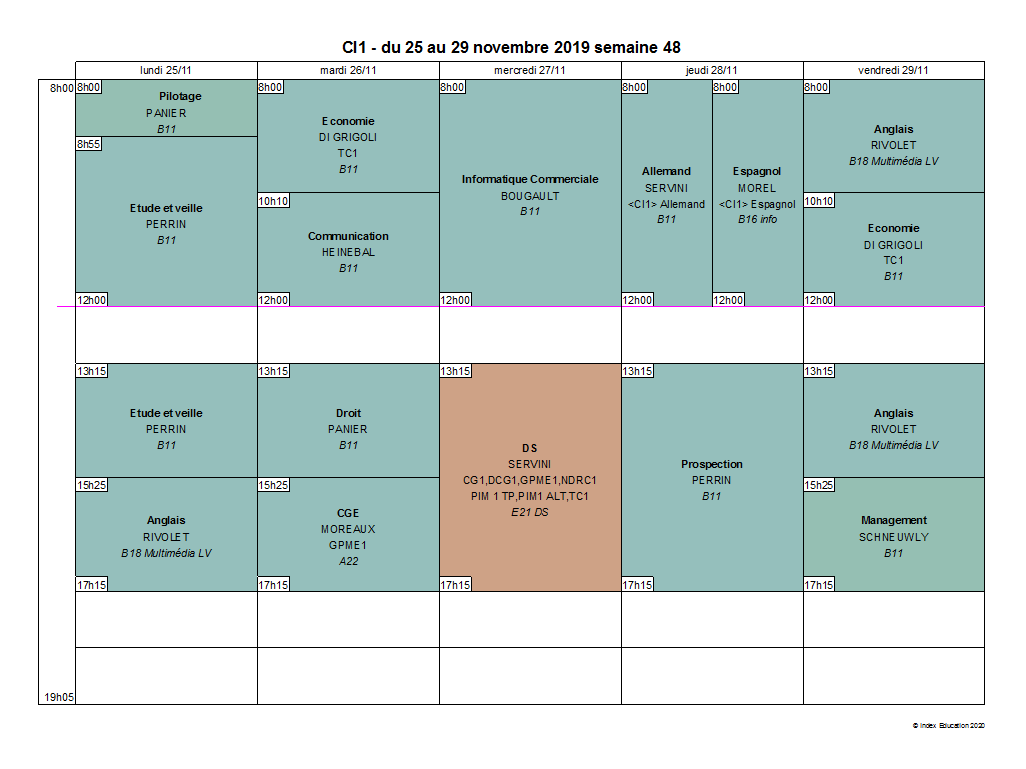 CI1 - du 25 au 29 novembre 2019 semaine 48
lundi 25/11
mardi 26/11
mercredi 27/11
jeudi 28/11
vendredi 29/11
8h00
19h05
8h00
Pilotage
PANIER
B11
8h55
Etude et veille
PERRIN
B11
12h00
13h15
Etude et veille
PERRIN
B11
15h25
Anglais
RIVOLET
B18 Multimédia LV
17h15
8h00
Economie
DI GRIGOLI
TC1
B11
10h10
Communication
HEINEBAL
B11
12h00
13h15
Droit
PANIER
B11
15h25
CGE
MOREAUX
GPME1
A22
17h15
8h00
Informatique Commerciale
BOUGAULT
B11
12h00
13h15
DS
SERVINI
CG1,DCG1,GPME1,NDRC1
PIM 1 TP,PIM1 ALT,TC1
E21 DS
17h15
8h00
Allemand
SERVINI
<CI1> Allemand
B11
12h00
8h00
Espagnol
MOREL
<CI1> Espagnol
B16 info
12h00
13h15
Prospection
PERRIN
B11
17h15
8h00
Anglais
RIVOLET
B18 Multimédia LV
10h10
Economie
DI GRIGOLI
TC1
B11
12h00
13h15
Anglais
RIVOLET
B18 Multimédia LV
15h25
Management
SCHNEUWLY
B11
17h15
© Index Education 2020